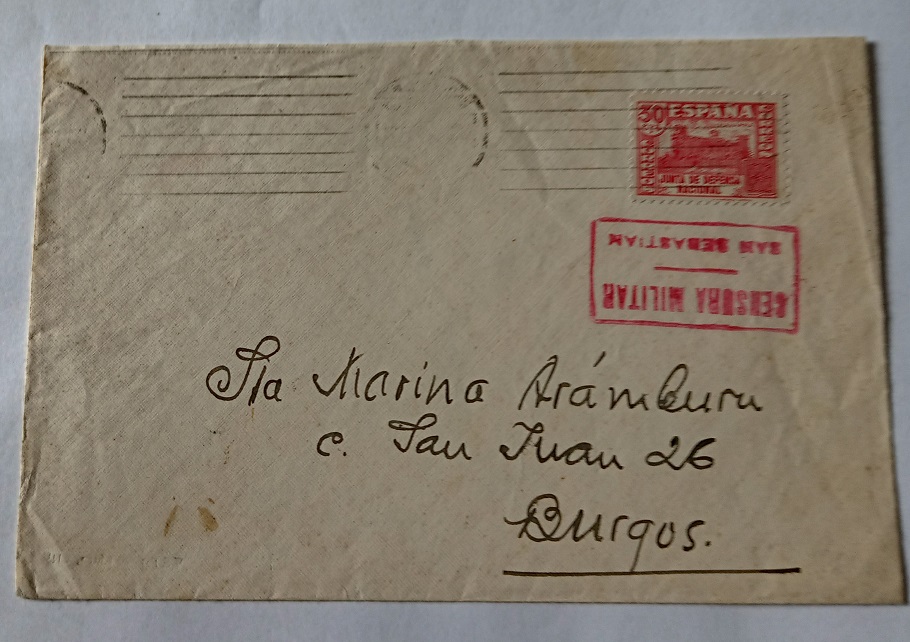 30 ESPAÑA
JUNTA DE DEFENSA
NACIONAL
CENSURA MILITAR
SAN SEBASTIAN
Sta Marina Arámburu
c. San Juan 26
Burgos.